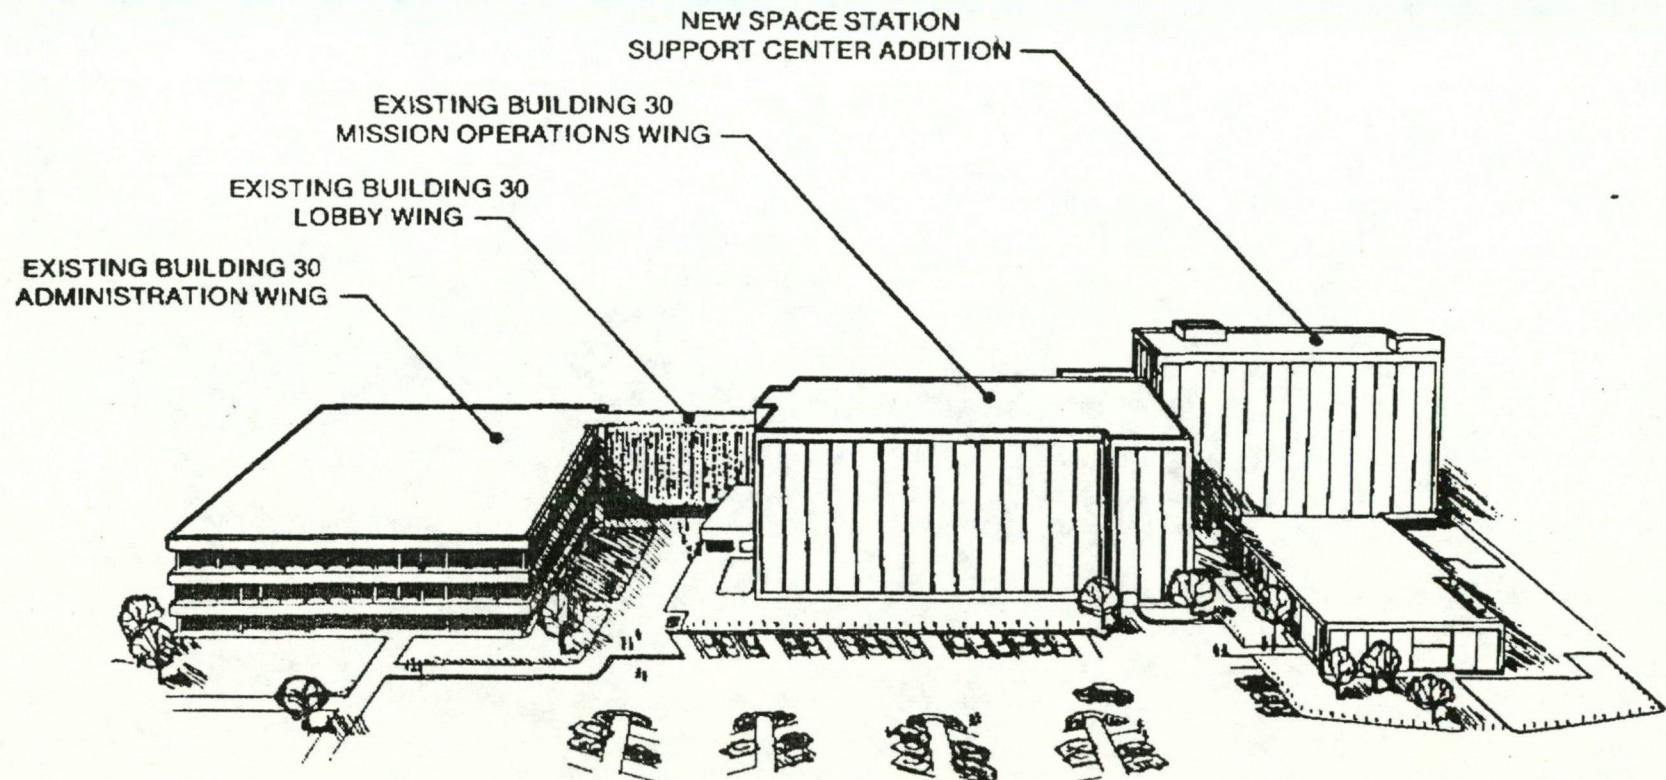 NEW SPACE STATION
SUPPORT CENTER ADDITION
EXISTING BUILDING 30
MISSION OPERATIONS WING
EXISTING BUILDING 30
LOBBY WING
EXISTING BUILDING 30
ADMINISTRATION WING